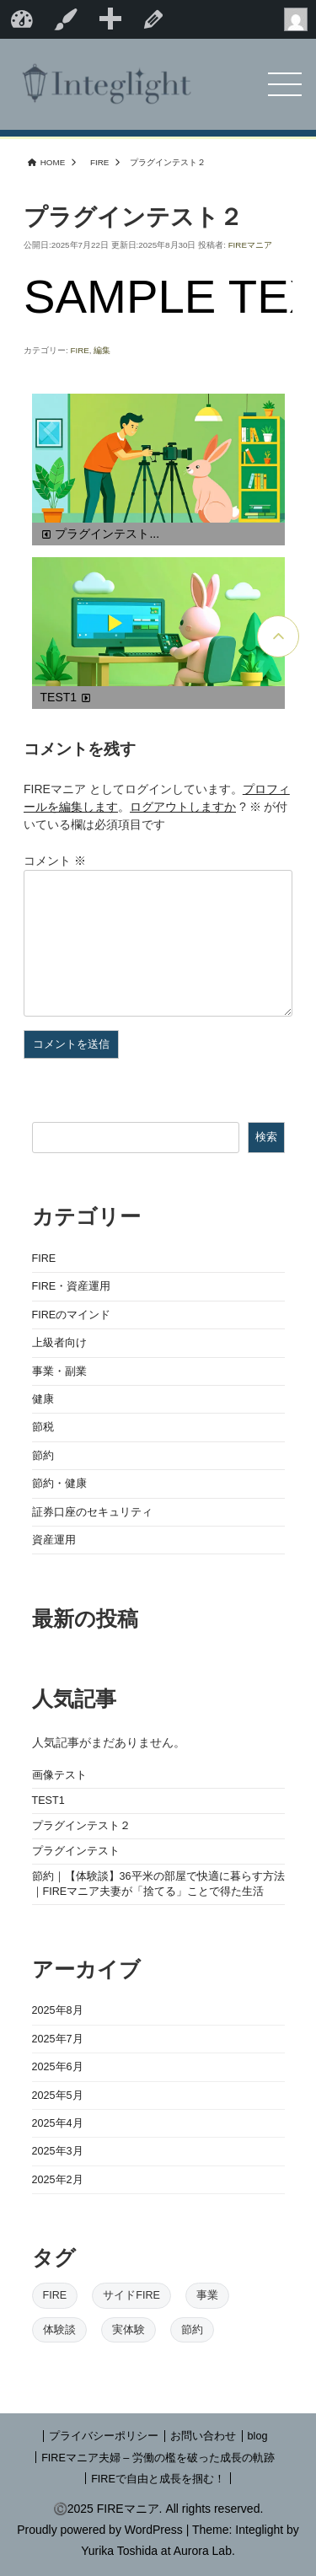 Integlight
HOME > FIRE > プラグインテスト２
プラグインテスト２
公開日:2025年7月22日 更新日:2025年8月30日 投稿者: FIREマニア
SAMPLE TE
カテゴリー: FIRE, 編集
プラグインテスト...
TEST1
コメントを残す
FIREマニア としてログインしています。プロフィ
ールを編集します。ログアウトしますか ? ※ が付
いている欄は必須項目です
コメント ※
コメントを送信
検索
カテゴリー
FIRE
FIRE・資産運用
FIREのマインド
上級者向け
事業・副業
健康
節税
節約
節約・健康
証券口座のセキュリティ
資産運用
最新の投稿
人気記事
人気記事がまだありません。
画像テスト
TEST1
プラグインテスト２
プラグインテスト
節約｜【体験談】36平米の部屋で快適に暮らす方法
｜FIREマニア夫妻が「捨てる」ことで得た生活
アーカイブ
2025年8月
2025年7月
2025年6月
2025年5月
2025年4月
2025年3月
2025年2月
タグ
FIRE サイドFIRE 事業
体験談 実体験 節約
プライバシーポリシー | お問い合わせ | blog
FIREマニア夫婦 – 労働の檻を破った成長の軌跡
FIREで自由と成長を掴む！
©2025 FIREマニア. All rights reserved.
Proudly powered by WordPress | Theme: Integlight by
Yurika Toshida at Aurora Lab.